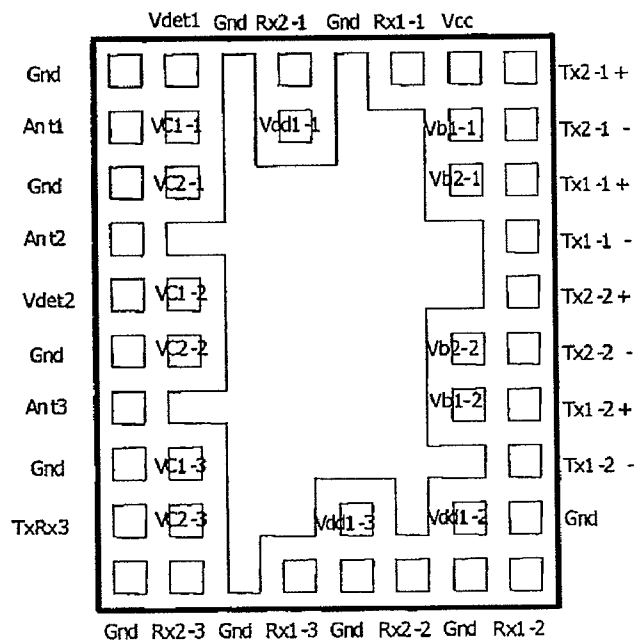 Vdet1 Gnd Rx2-1 Gnd Rx1-1 Vcc
Gnd Tx2-1+
Ant1 VC1-1 Vdd1-1 Vb1-1 Tx2-1 -
Gnd VC2-1 Vb2-1 Tx1-1+
Ant2 Tx1-1 -
Vdet2 VC1-2 Tx2-2+
Gnd VC2-2 Vb2-2 Tx2-2 -
Ant3 Vb1-2 Tx1-2+
Gnd VC1-3 Tx1-2 -
TxRx3 VC2-3 Vdd1-3 Vdd1-2 Gnd
Gnd Rx2-3 Gnd Rx1-3 Gnd Rx2-2 Gnd Rx1-2